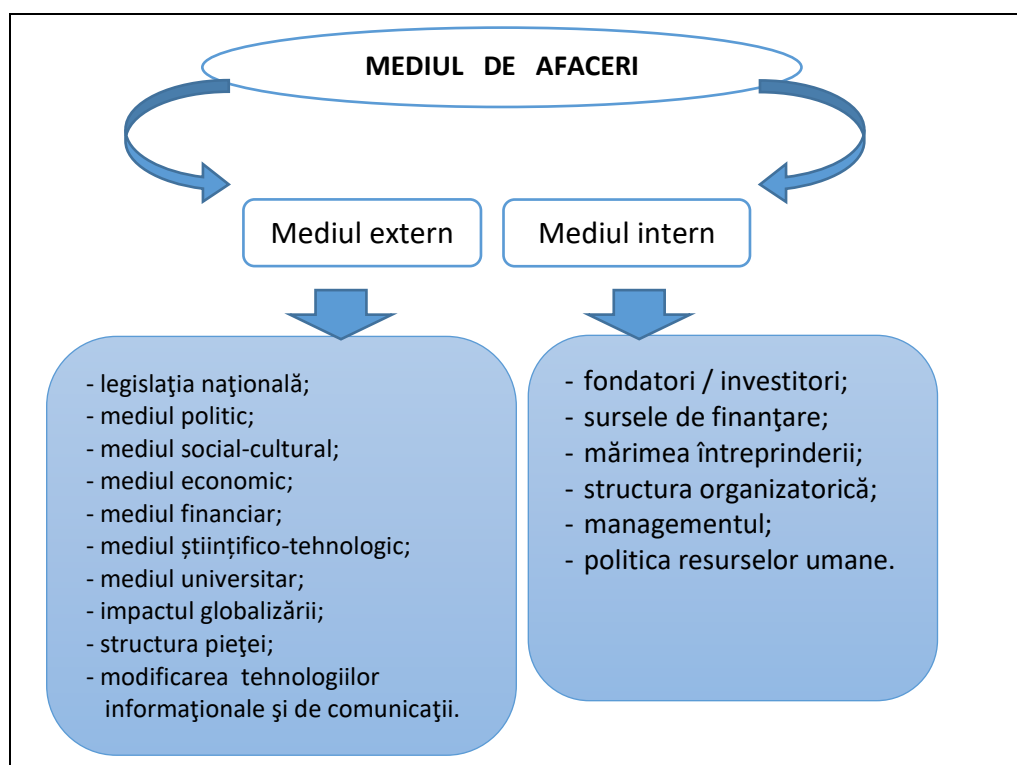 MEDIUL DE AFACERI
Mediul extern
Mediul intern
- legislaţia naţională;
- mediul politic;
- mediul social-cultural;
- mediul economic;
- mediul financiar;
- mediul științifico-tehnologic;
- mediul universitar;
- impactul globalizării;
- structura pieţei;
- modificarea tehnologiilor
informaţionale şi de comunicaţii.
- fondatori / investitori;
- sursele de finanţare;
- mărimea întreprinderii;
- structura organizatorică;
- managementul;
- politica resurselor umane.